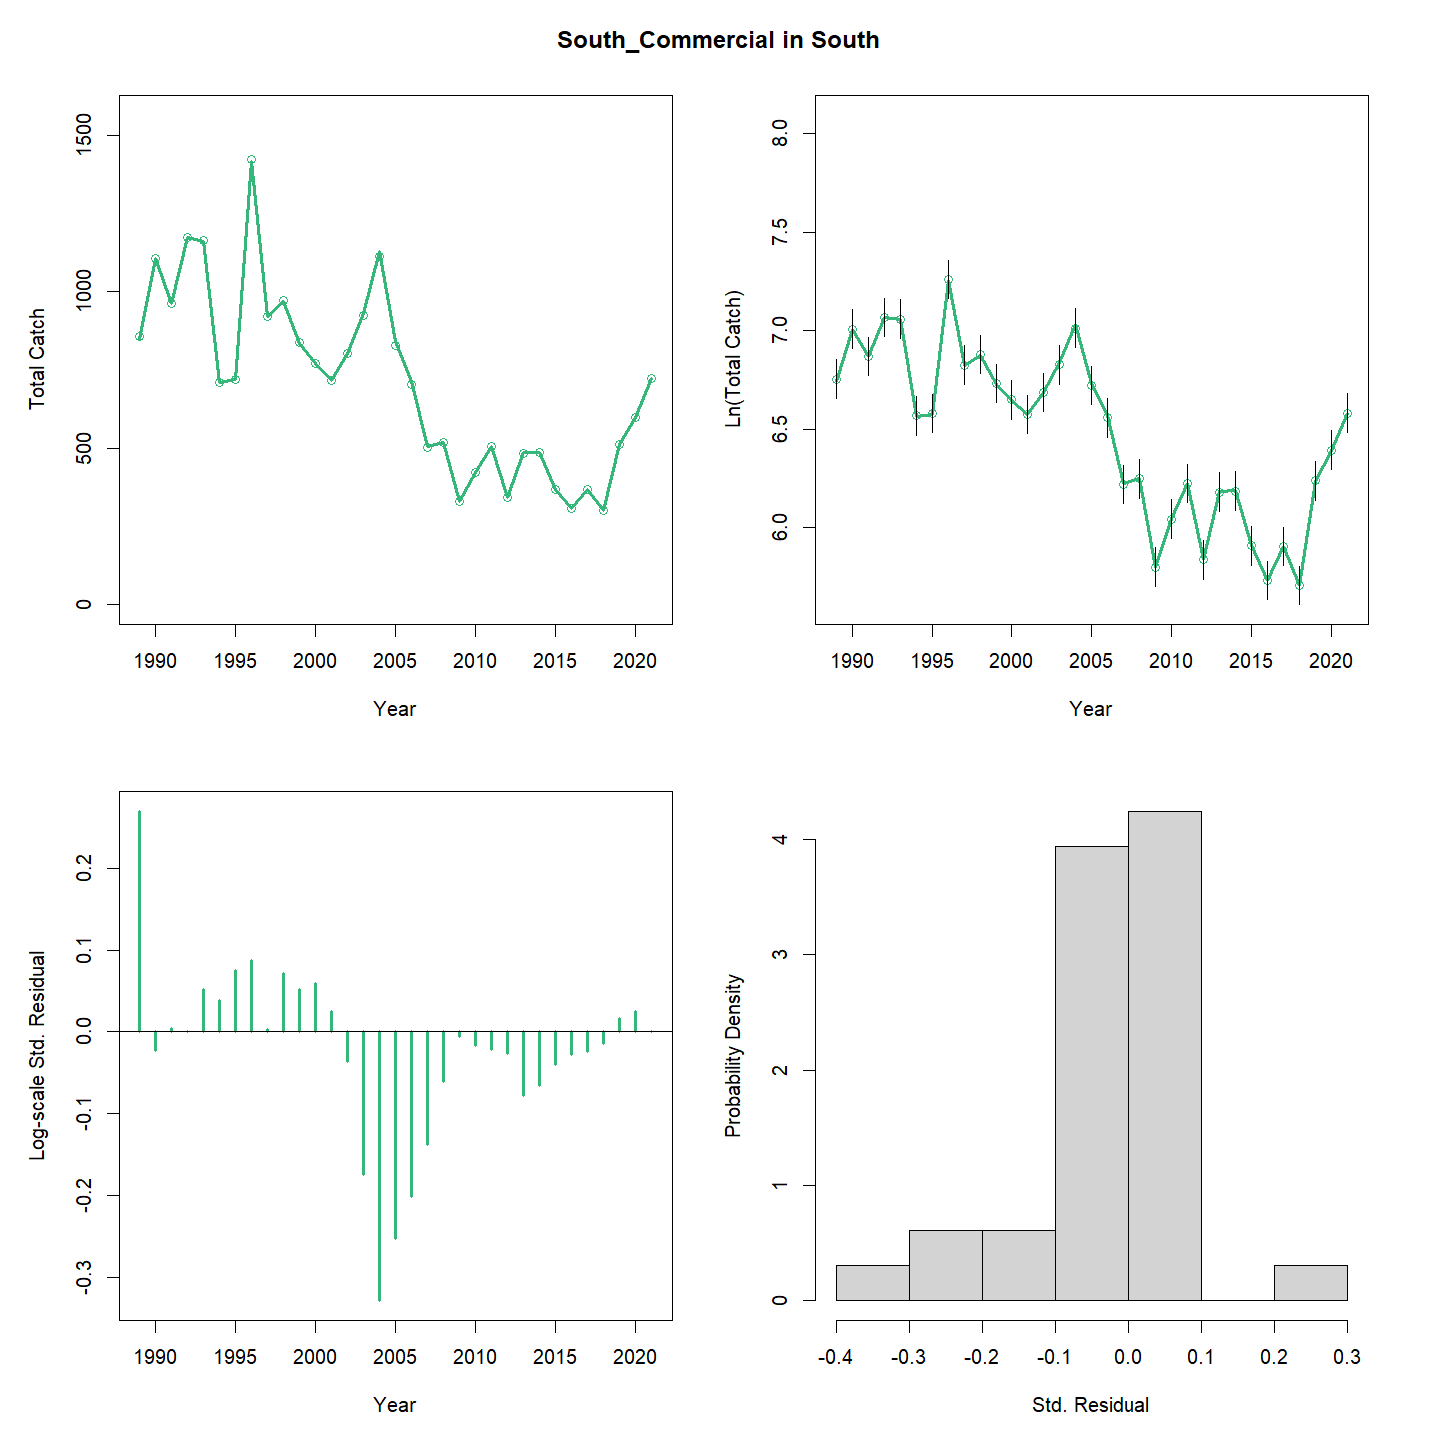 South_Commercial in South
Total Catch
1500
1000
500
0
1990 1995 2000 2005 2010 2015 2020
Year
Ln(Total Catch)
8.0
7.5
7.0
6.5
6.0
1990 1995 2000 2005 2010 2015 2020
Year
Log-scale Std. Residual
0.2
0.1
0.0
-0.1
-0.2
-0.3
1990 1995 2000 2005 2010 2015 2020
Year
Probability Density
4
3
2
1
0
-0.4 -0.3 -0.2 -0.1 0.0 0.1 0.2 0.3
Std. Residual